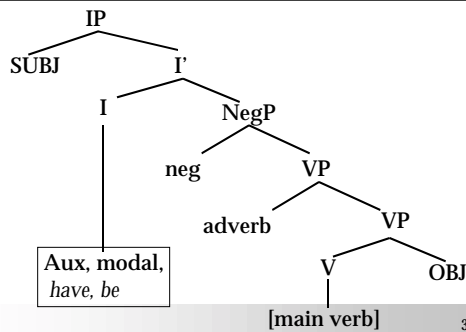 IP
SUBJ I'
I NegP
neg VP
adverb VP
V OBJ
Aux, modal,
have, be
[main verb]
3